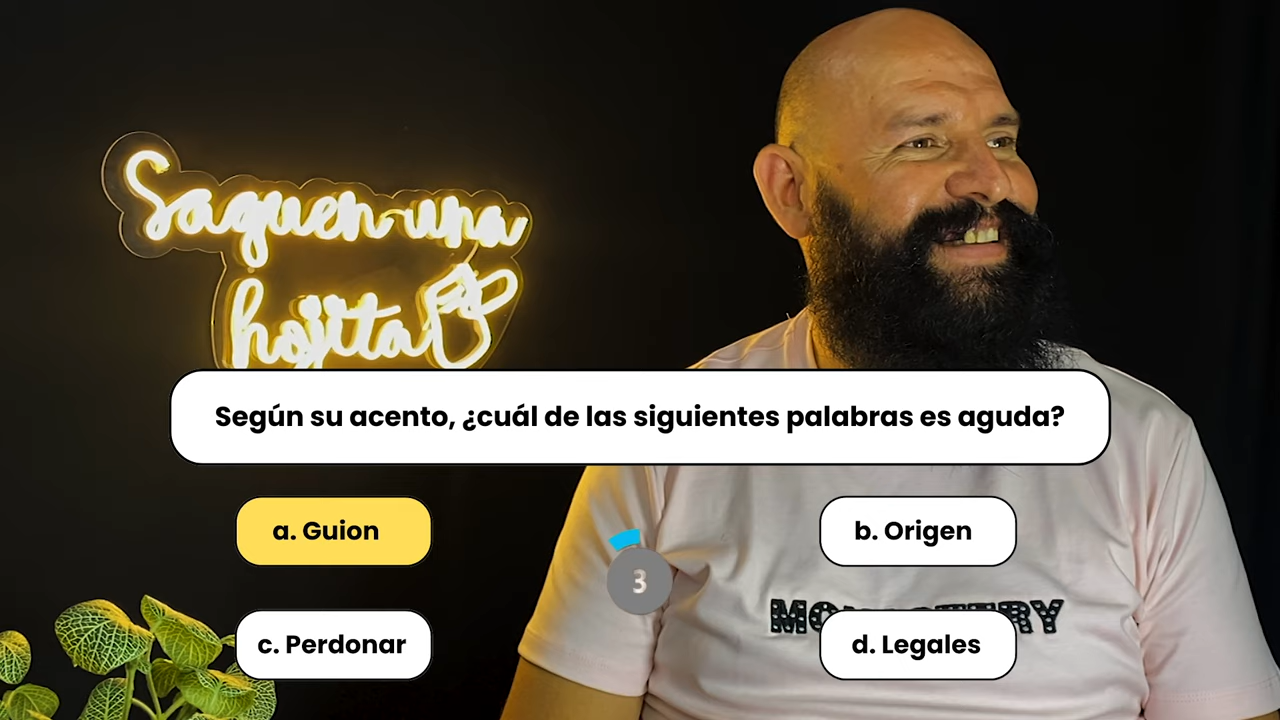 Saquen una
hojita
Según su acento, ¿cuál de las siguientes palabras es aguda?
a. Guion
b. Origen
3
c. Perdonar
d. Legales